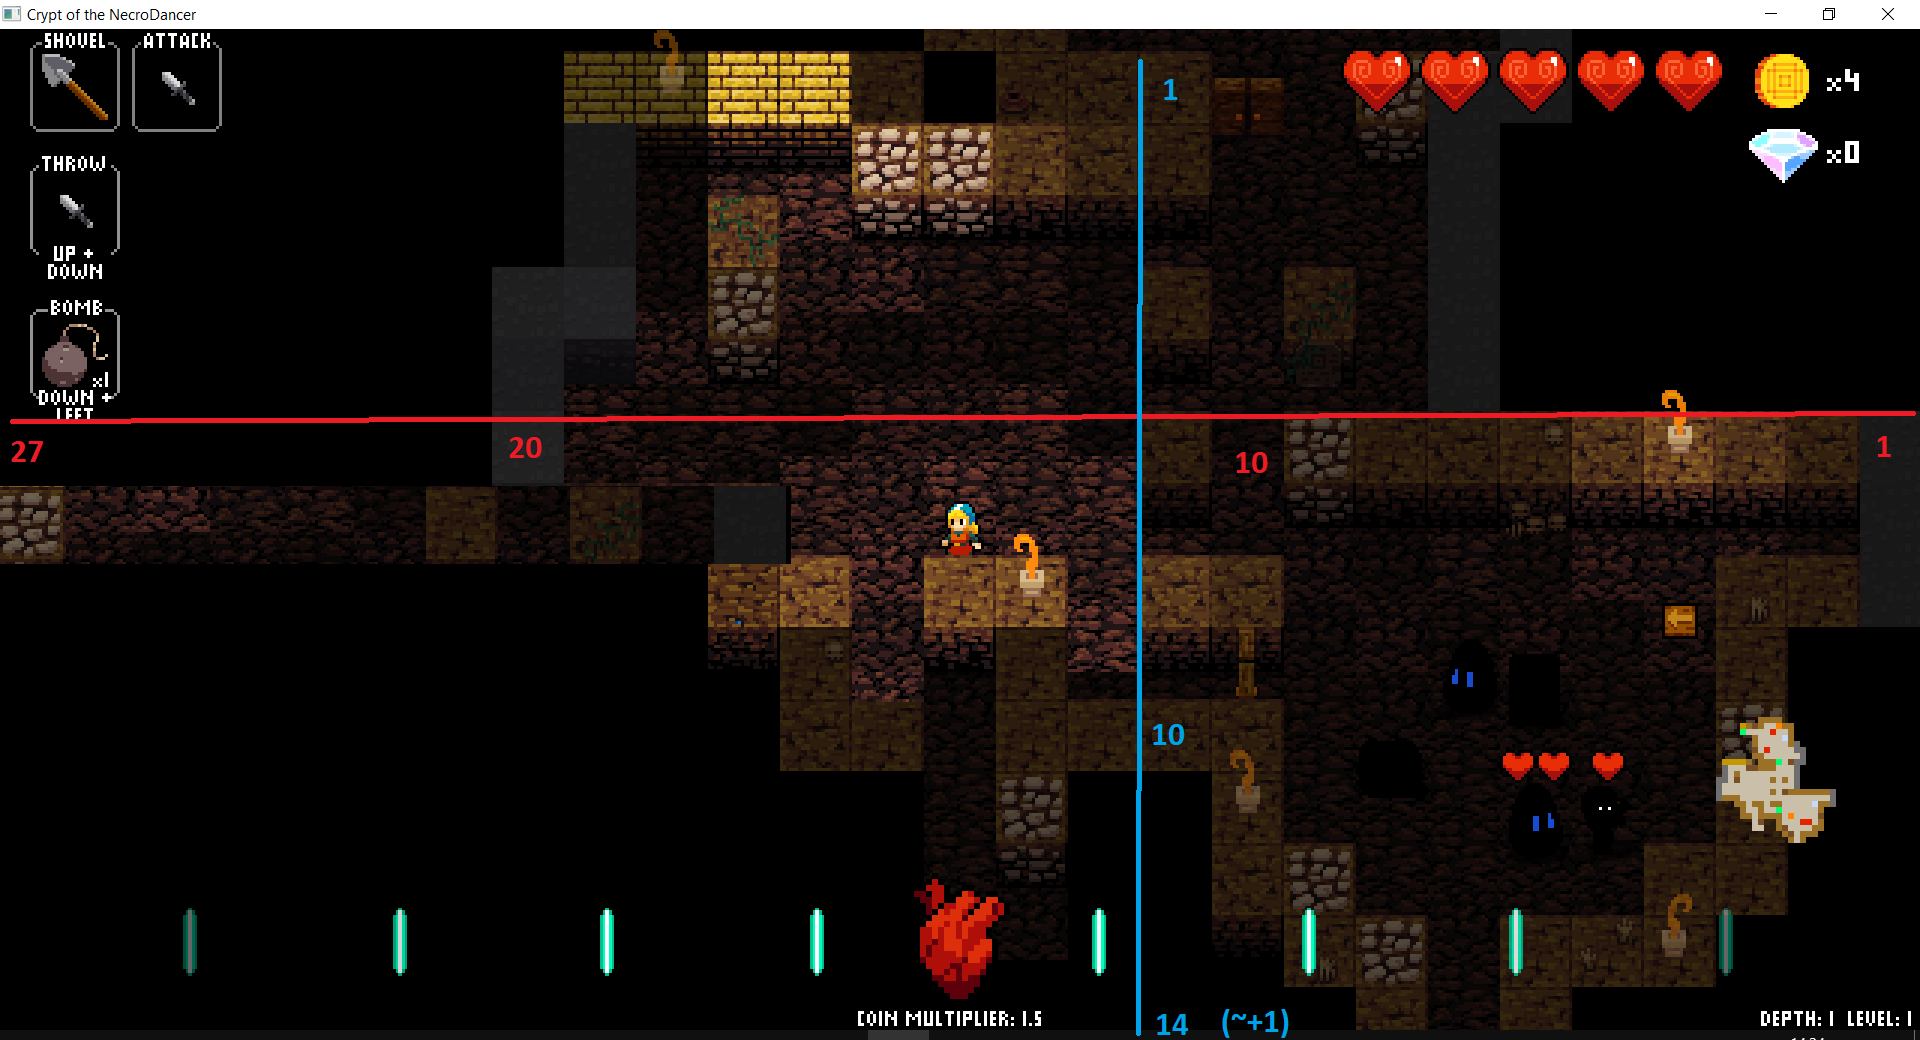 Crypt of the NecroDancer
SHOVEL
ATTACK
1
x4
THROW
x0
UP +
DOWN
BOMB
x1
DOWN +
LEFT
27
20
10
1
10
COIN MULTIPLIER: 1.5
14 (~+1)
DEPTH: 1 LEVEL: 1